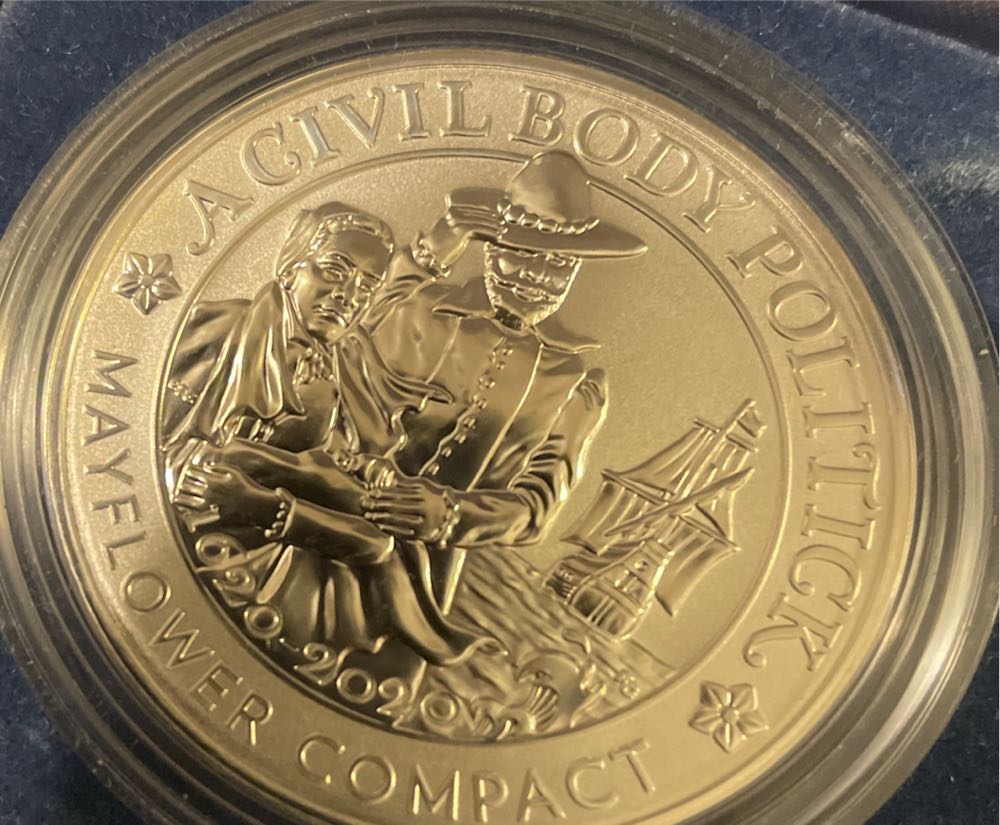 A CIVIL BODY POLITICK
MAYFLOWER COMPACT
1620-2020